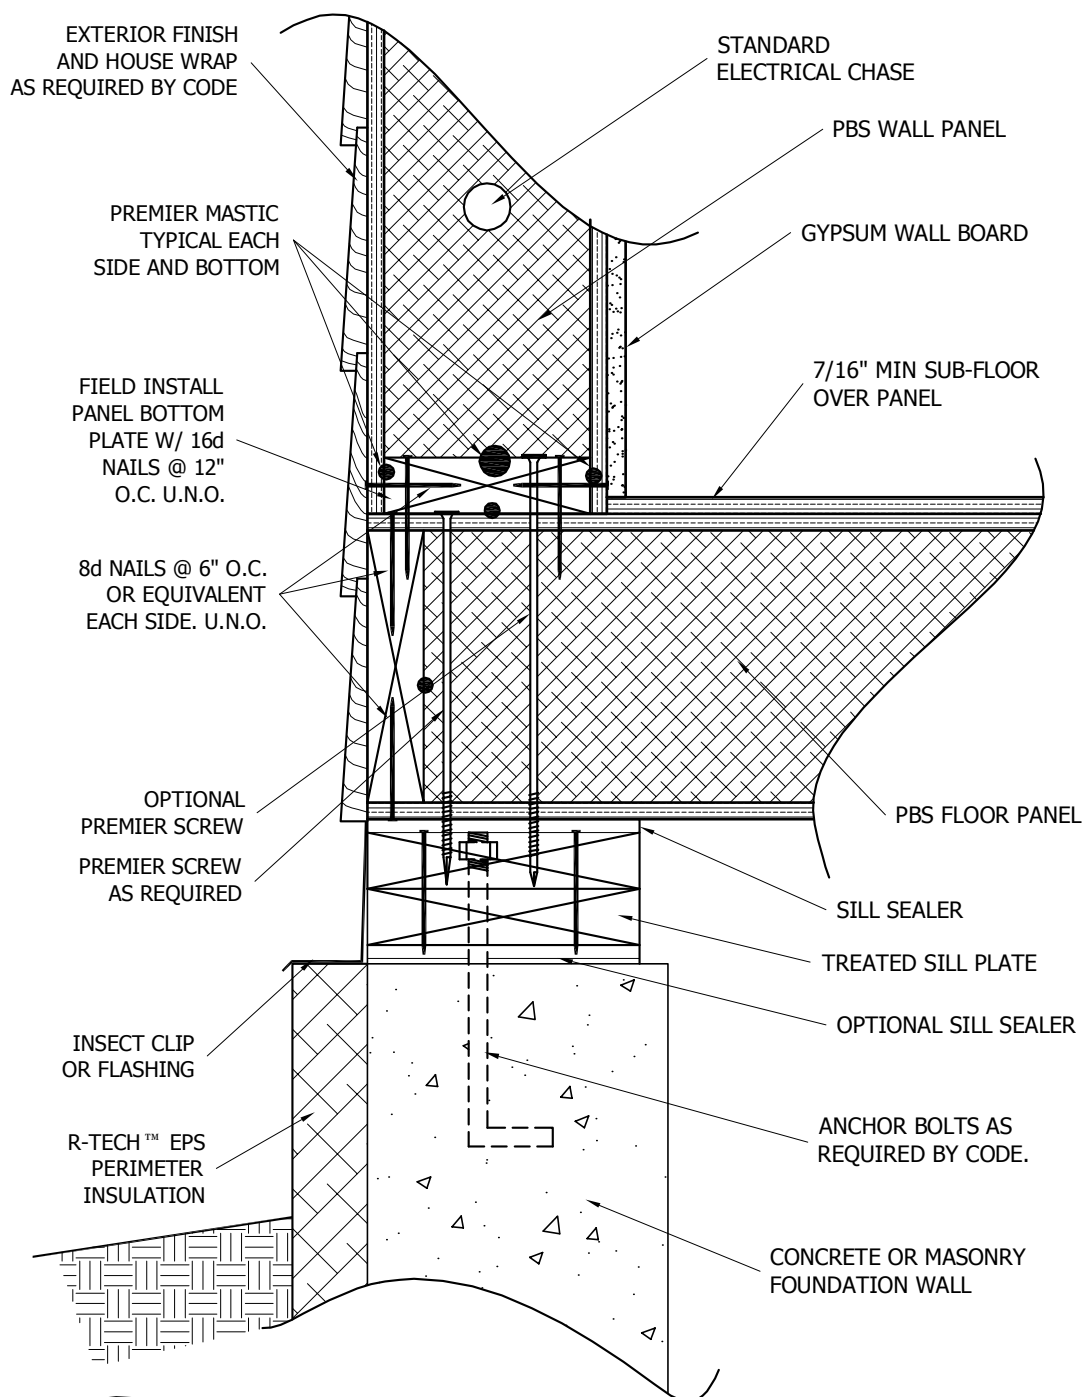 EXTERIOR FINISH
AND HOUSE WRAP
AS REQUIRED BY CODE
STANDARD
ELECTRICAL CHASE
PBS WALL PANEL
PREMIER MASTIC
TYPICAL EACH
SIDE AND BOTTOM
GYPSUM WALL BOARD
FIELD INSTALL
PANEL BOTTOM
PLATE W/ 16d
NAILS @ 12"
O.C. U.N.O.
7/16" MIN SUB-FLOOR
OVER PANEL
8d NAILS @ 6" O.C.
OR EQUIVALENT
EACH SIDE. U.N.O.
OPTIONAL
PREMIER SCREW
PBS FLOOR PANEL
PREMIER SCREW
AS REQUIRED
SILL SEALER
TREATED SILL PLATE
OPTIONAL SILL SEALER
INSECT CLIP
OR FLASHING
ANCHOR BOLTS AS
REQUIRED BY CODE.
R-TECH™ EPS
PERIMETER
INSULATION
CONCRETE OR MASONRY
FOUNDATION WALL